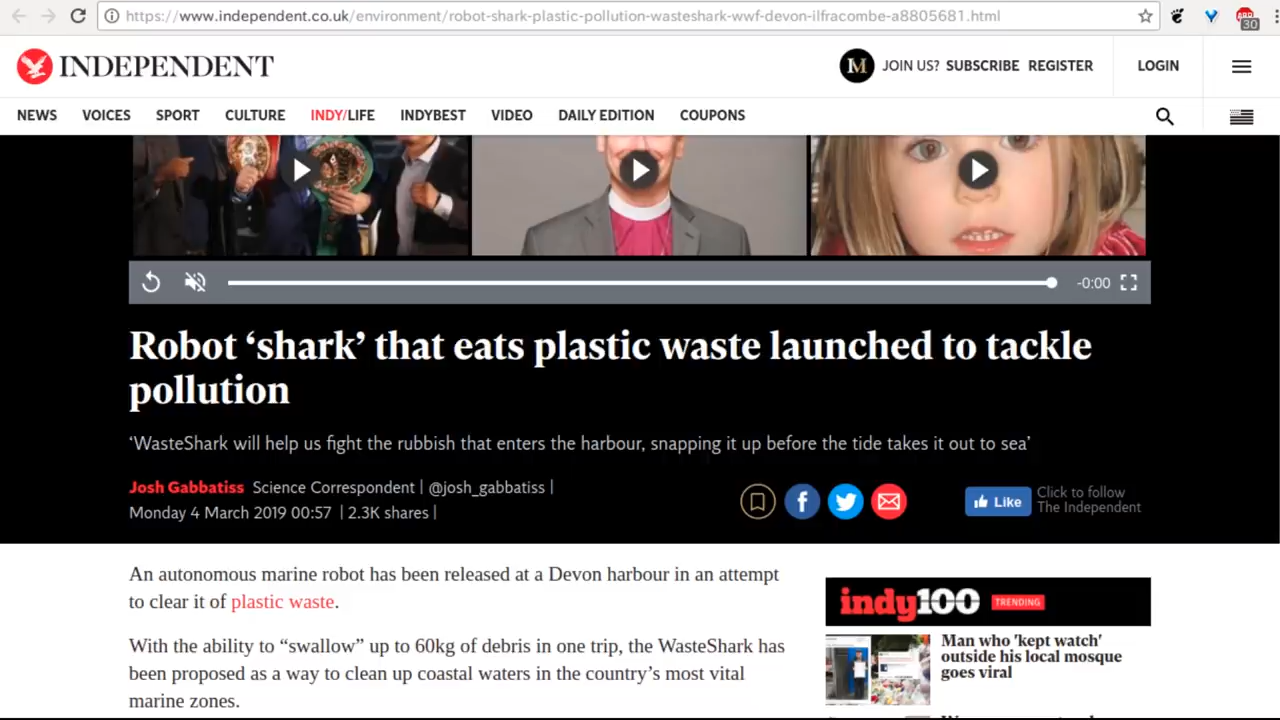 https://www.independent.co.uk/environment/robot-shark-plastic-pollution-wasteshark-wwf-devon-ilfracombe-a8805681.html
30
INDEPENDENT
M JOIN US? SUBSCRIBE REGISTER LOGIN
NEWS VOICES SPORT CULTURE INDY/LIFE INDYBEST VIDEO DAILY EDITION COUPONS
-0:00
Robot ‘shark’ that eats plastic waste launched to tackle
pollution
‘WasteShark will help us fight the rubbish that enters the harbour, snapping it up before the tide takes it out to sea’
Josh Gabbatiss Science Correspondent | @josh_gabbatiss |
Monday 4 March 2019 00:57 | 2.3K shares |
Like
Click to follow
The Independent
An autonomous marine robot has been released at a Devon harbour in an attempt
to clear it of plastic waste.
With the ability to “swallow” up to 60kg of debris in one trip, the WasteShark has
been proposed as a way to clean up coastal waters in the country’s most vital
marine zones.
indy100 TRENDING
Man who 'kept watch'
outside his local mosque
goes viral